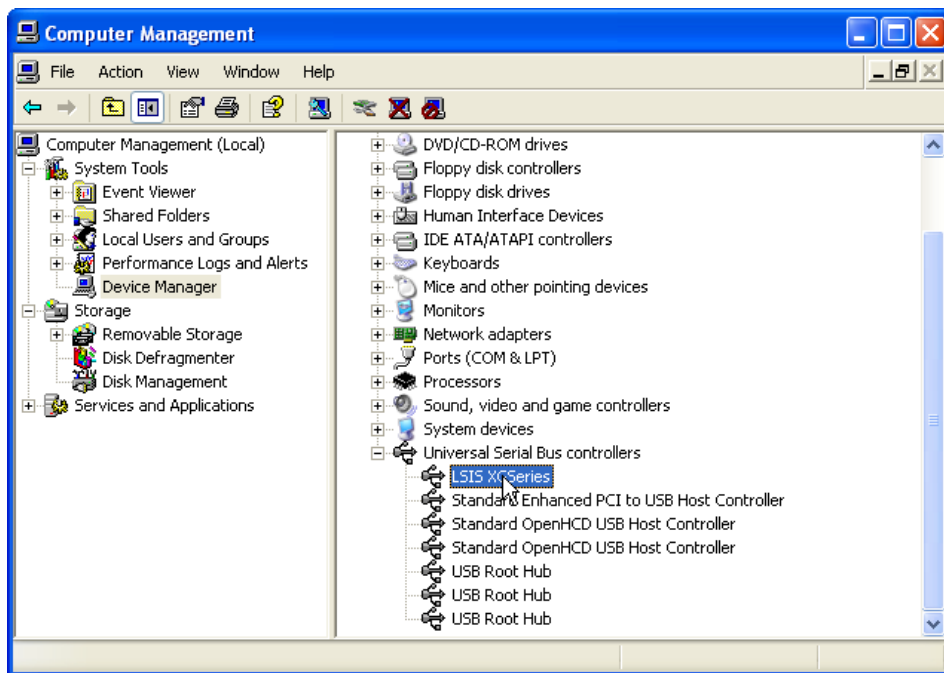 Computer Management
File Action View Window Help
Computer Management (Local)
System Tools
Event Viewer
Shared Folders
Local Users and Groups
Performance Logs and Alerts
Device Manager
Storage
Removable Storage
Disk Defragmenter
Disk Management
Services and Applications
DVD/CD-ROM drives
Floppy disk controllers
Floppy disk drives
Human Interface Devices
IDE ATA/ATAPI controllers
Keyboards
Mice and other pointing devices
Monitors
Network adapters
Ports (COM & LPT)
Processors
Sound, video and game controllers
System devices
Universal Serial Bus controllers
LSIS XGSeries
Standard Enhanced PCI to USB Host Controller
Standard OpenHCD USB Host Controller
Standard OpenHCD USB Host Controller
USB Root Hub
USB Root Hub
USB Root Hub